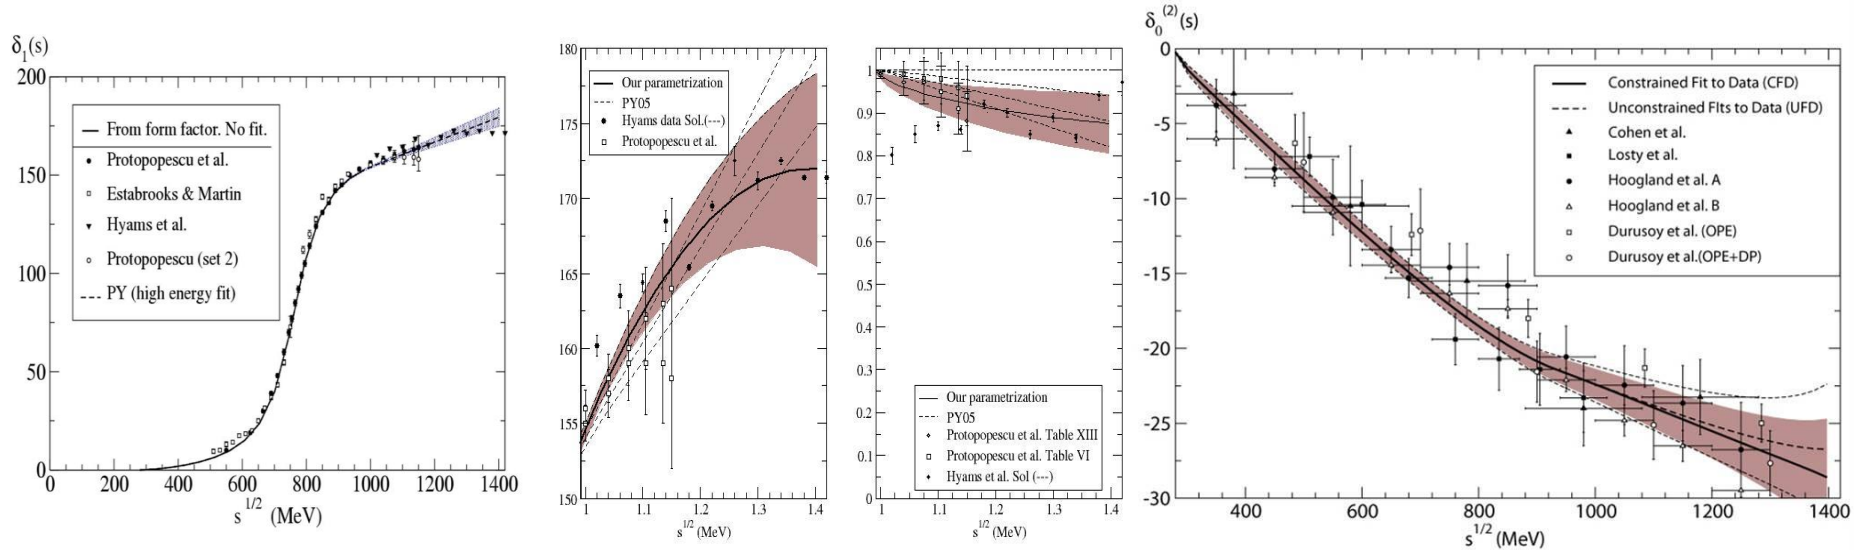 δ₁(s)
200
150
100
50
0
From form factor. No fit.
Protopopescu et al.
Estabrooks & Martin
Hyams et al.
Protopopescu (set 2)
PY (high energy fit)
0 200 400 600 800 1000 1200 1400
s^1/2 (MeV)
180
175
170
165
160
155
150
Our parametrization
PY05
Hyams data Sol.(---)
Protopopescu et al.
1 1.1 1.2 1.3 1.4
s^1/2 (MeV)
1
0.9
0.8
0.7
0.6
0.5
0.4
0.3
0.2
0.1
0
Our parametrization
PY05
Protopopescu et al. Table XIII
Protopopescu et al. Table VI
Hyams et al. Sol (---)
1 1.1 1.2 1.3 1.4
s^1/2 (MeV)
δ₀^(2)(s)
0
-5
-10
-15
-20
-25
-30
Constrained Fit to Data (CFD)
Unconstrained FIts to Data (UFD)
Cohen et al.
Losty et al.
Hoogland et al. A
Hoogland et al. B
Durusoy et al. (OPE)
Durusoy et al.(OPE+DP)
400 600 800 1000 1200 1400
s^1/2 (MeV)